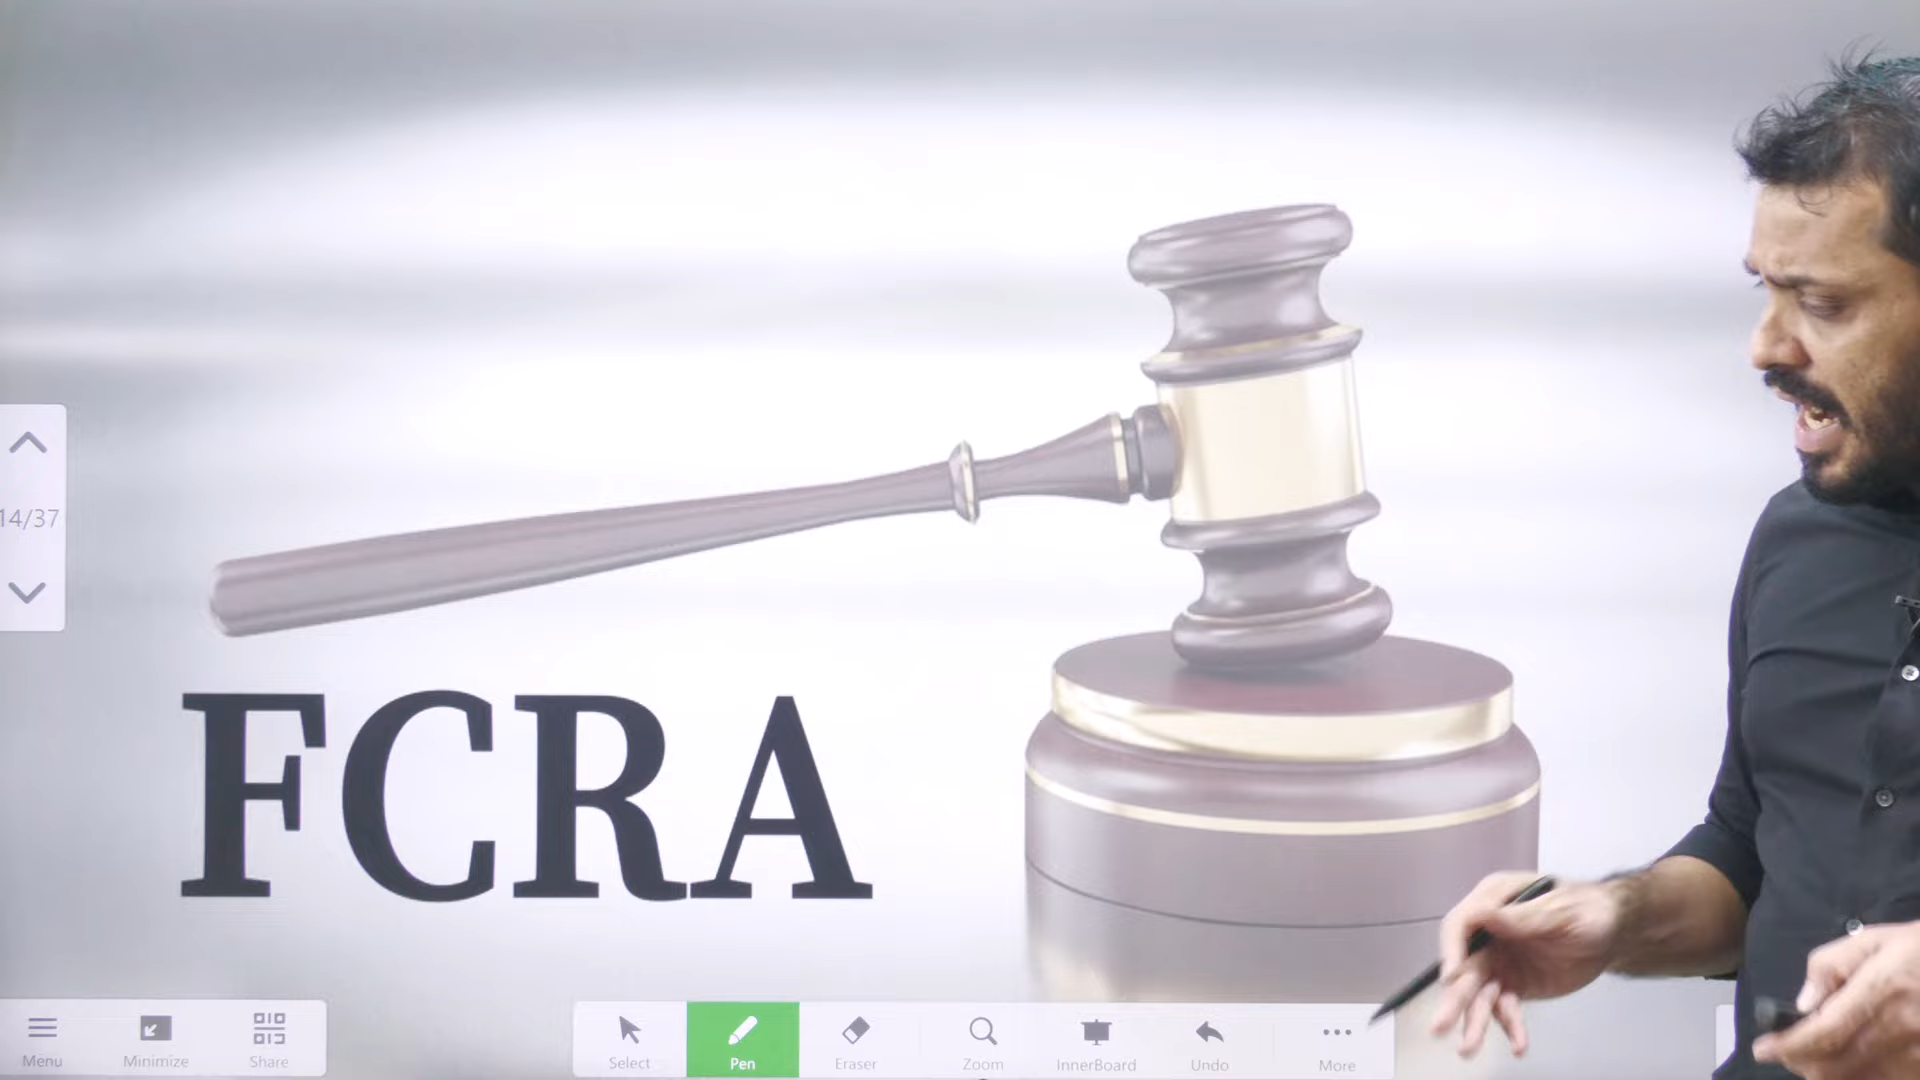 14/37
FCRA
Menu
Minimize
Share
Select
Pen
Eraser
Zoom
InnerBoard
Undo
More